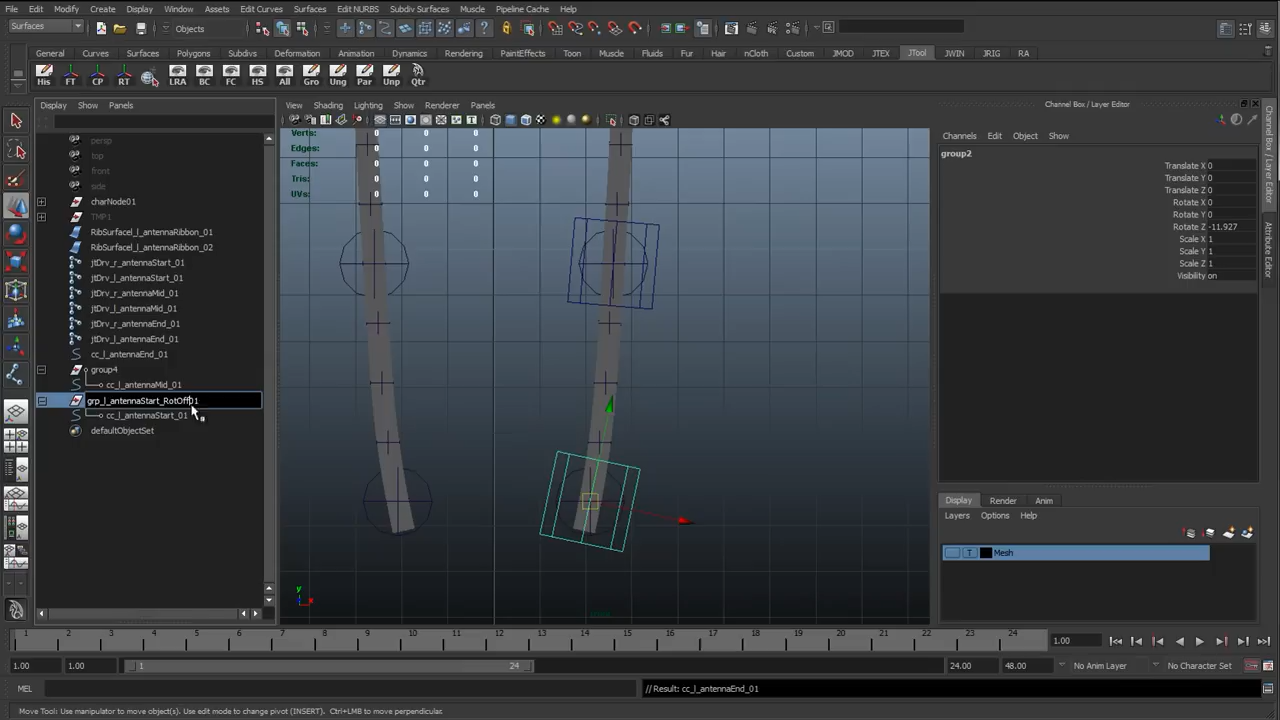 File Edit Modify Create Display Window Assets Edit Curves Surfaces Edit NURBS Subdiv Surfaces Muscle Pipeline Cache Help
Surfaces Objects
General Curves Surfaces Polygons Subdivs Deformation Animation Dynamics Rendering PaintEffects Toon Muscle Fluids Fur Hair nCloth Custom JMOD JTEX JTool JWIN JRIG RA
His FT CP RT LRA BC FC HS All Gro Ung Par Unp Qtr
Display Show Panels
View Shading Lighting Show Renderer Panels
Channel Box / Layer Editor
Channels Edit Object Show
persp
top
front
side
charNode01
TMP1
RibSurfacel_l_antennaRibbon_01
RibSurfacel_l_antennaRibbon_02
jtDrv_r_antennaStart_01
jtDrv_l_antennaStart_01
jtDrv_r_antennaMid_01
jtDrv_l_antennaMid_01
jtDrv_r_antennaEnd_01
jtDrv_l_antennaEnd_01
cc_l_antennaEnd_01
group4
cc_l_antennaMid_01
grp_l_antennaStart_RotOff01
cc_l_antennaStart_01
defaultObjectSet
Verts: 0 0 0
Edges: 0 0 0
Faces: 0 0 0
Tris: 0 0 0
UVs: 0 0 0
y
x
group2
Translate X 0
Translate Y 0
Translate Z 0
Rotate X 0
Rotate Y 0
Rotate Z -11.927
Scale X 1
Scale Y 1
Scale Z 1
Visibility on
Channel Box / Layer Editor
Attribute Editor
Display Render Anim
Layers Options Help
T Mesh
1 2 3 4 5 6 7 8 9 10 11 12 13 14 15 16 17 18 19 20 21 22 23 24
1.00
1.00 1.00 1 24 24.00 48.00 No Anim Layer No Character Set
MEL // Result: cc_l_antennaEnd_01
Move Tool: Use manipulator to move object(s). Use edit mode to change pivot (INSERT). Ctrl+LMB to move perpendicular.